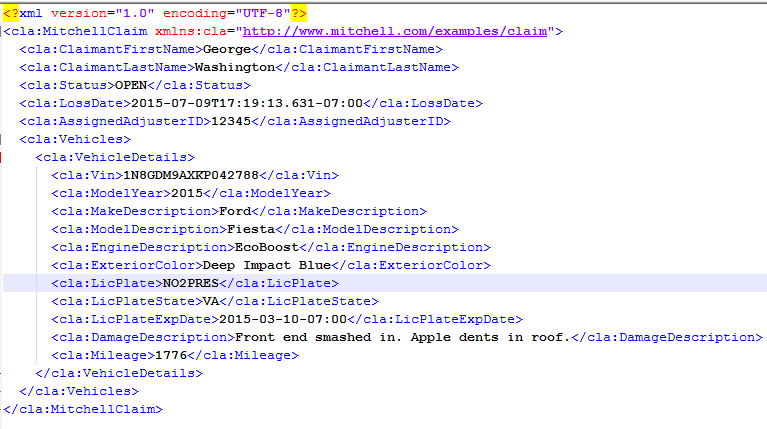 <?xml version="1.0" encoding="UTF-8"?>
<cla:MitchellClaim xmlns:cla="http://www.mitchell.com/examples/claim">
<cla:ClaimantFirstName>George</cla:ClaimantFirstName>
<cla:ClaimantLastName>Washington</cla:ClaimantLastName>
<cla:Status>OPEN</cla:Status>
<cla:LossDate>2015-07-09T17:19:13.631-07:00</cla:LossDate>
<cla:AssignedAdjusterID>12345</cla:AssignedAdjusterID>
<cla:Vehicles>
<cla:VehicleDetails>
<cla:Vin>1N8GDM9AXKP042788</cla:Vin>
<cla:ModelYear>2015</cla:ModelYear>
<cla:MakeDescription>Ford</cla:MakeDescription>
<cla:ModelDescription>Fiesta</cla:ModelDescription>
<cla:EngineDescription>EcoBoost</cla:EngineDescription>
<cla:ExteriorColor>Deep Impact Blue</cla:ExteriorColor>
<cla:LicPlate>NO2PRES</cla:LicPlate>
<cla:LicPlateState>VA</cla:LicPlateState>
<cla:LicPlateExpDate>2015-03-10-07:00</cla:LicPlateExpDate>
<cla:DamageDescription>Front end smashed in. Apple dents in roof.</cla:DamageDescription>
<cla:Mileage>1776</cla:Mileage>
</cla:VehicleDetails>
</cla:Vehicles>
</cla:MitchellClaim>